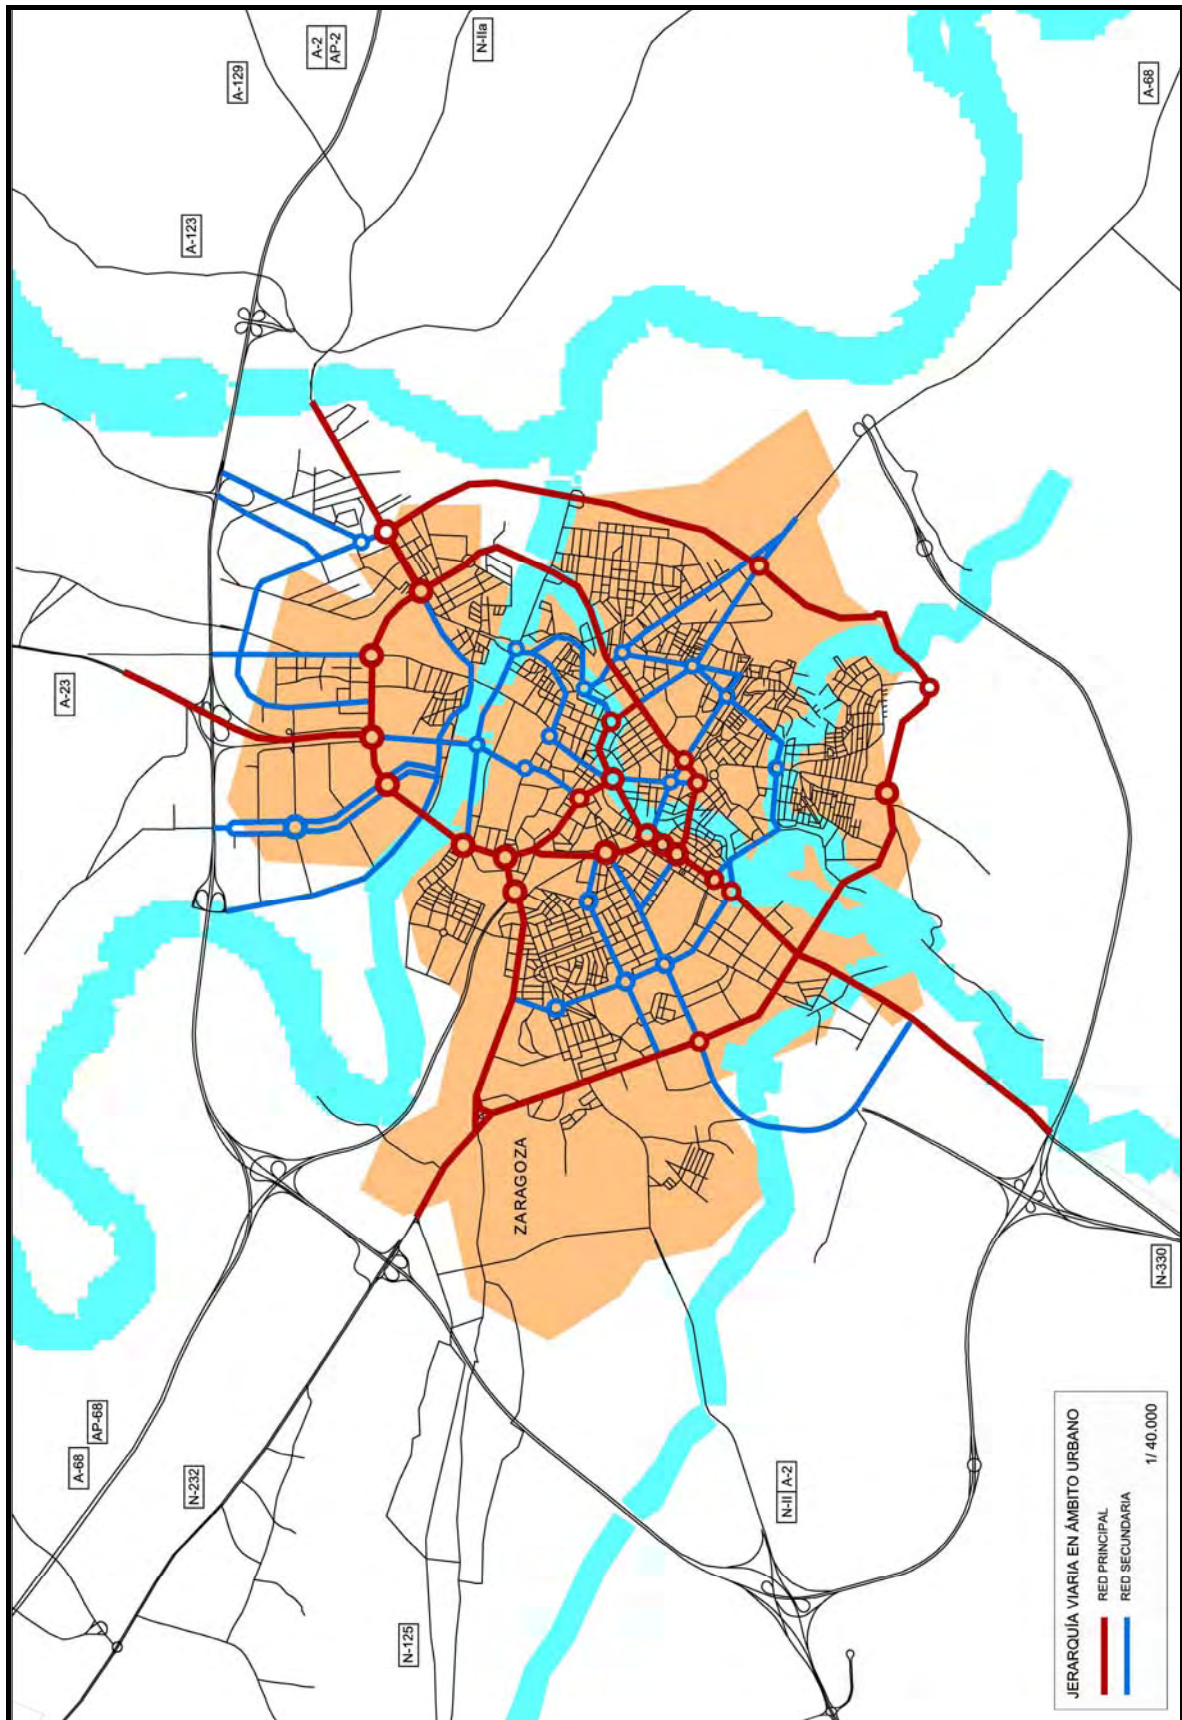 A-129
A-2
AP-2
N-IIa
A-68
A-123
A-23
ZARAGOZA
N-330
A-68
AP-68
N-232
N-II A-2
N-125
JERARQUÍA VIARIA EN ÁMBITO URBANO
RED PRINCIPAL
RED SECUNDARIA
1/ 40.000